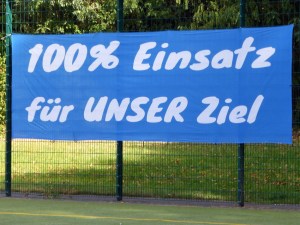 100% Einsatz
für UNSER Ziel